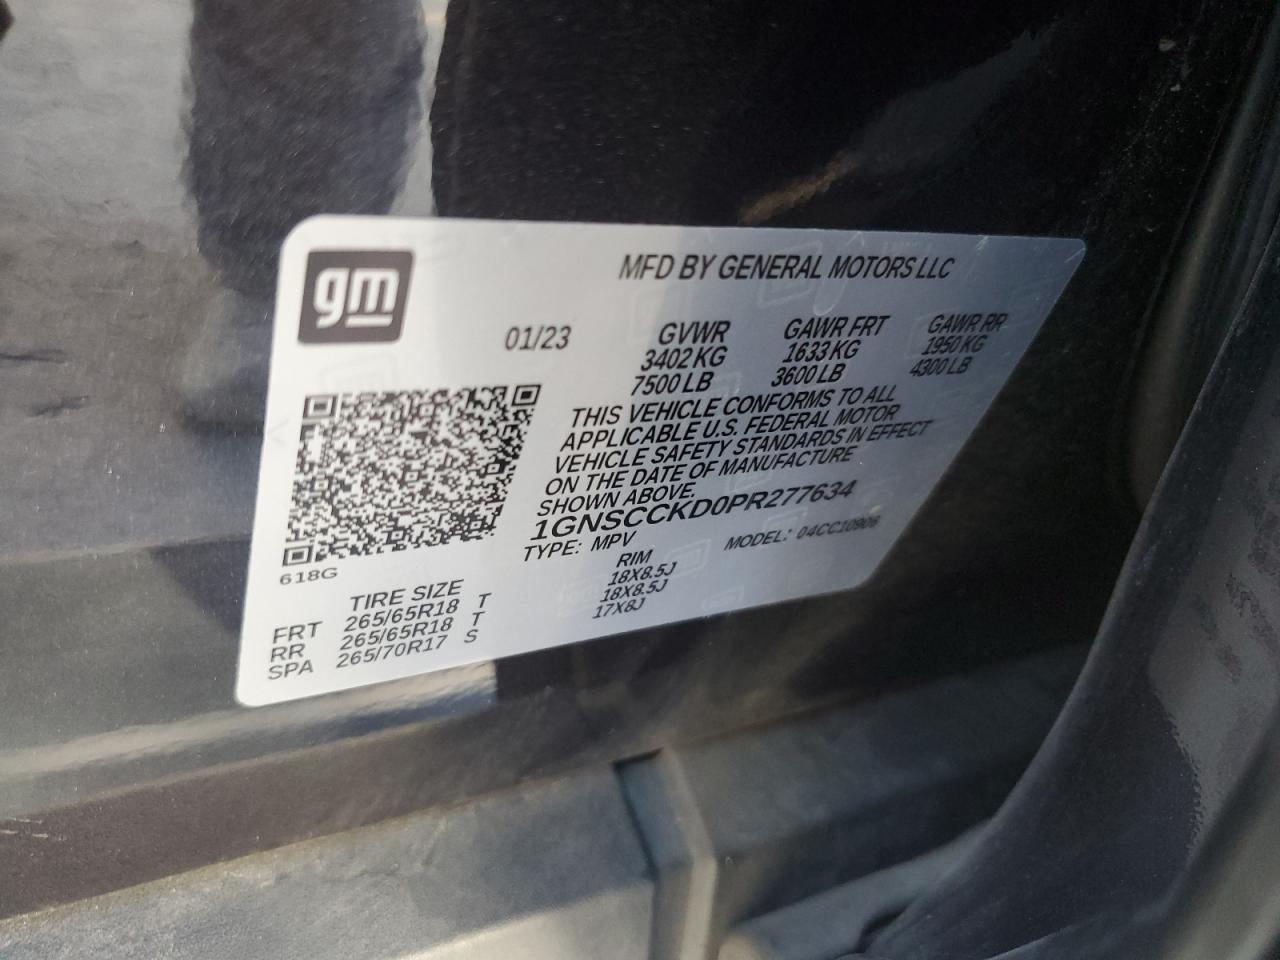 gm
MFD BY GENERAL MOTORS LLC
01/23 GVWR GAWR FRT GAWR RR
3402 KG 1633 KG 1950 KG
7500 LB 3600 LB 4300 LB
THIS VEHICLE CONFORMS TO ALL
APPLICABLE U.S. FEDERAL MOTOR
VEHICLE SAFETY STANDARDS IN EFFECT
ON THE DATE OF MANUFACTURE
SHOWN ABOVE.
1GNSCCKD0PR277634
TYPE: MPV MODEL: 04CC10906
618G
TIRE SIZE RIM
FRT 265/65R18 T 18X8.5J
RR 265/65R18 T 18X8.5J
SPA 265/70R17 S 17X8J